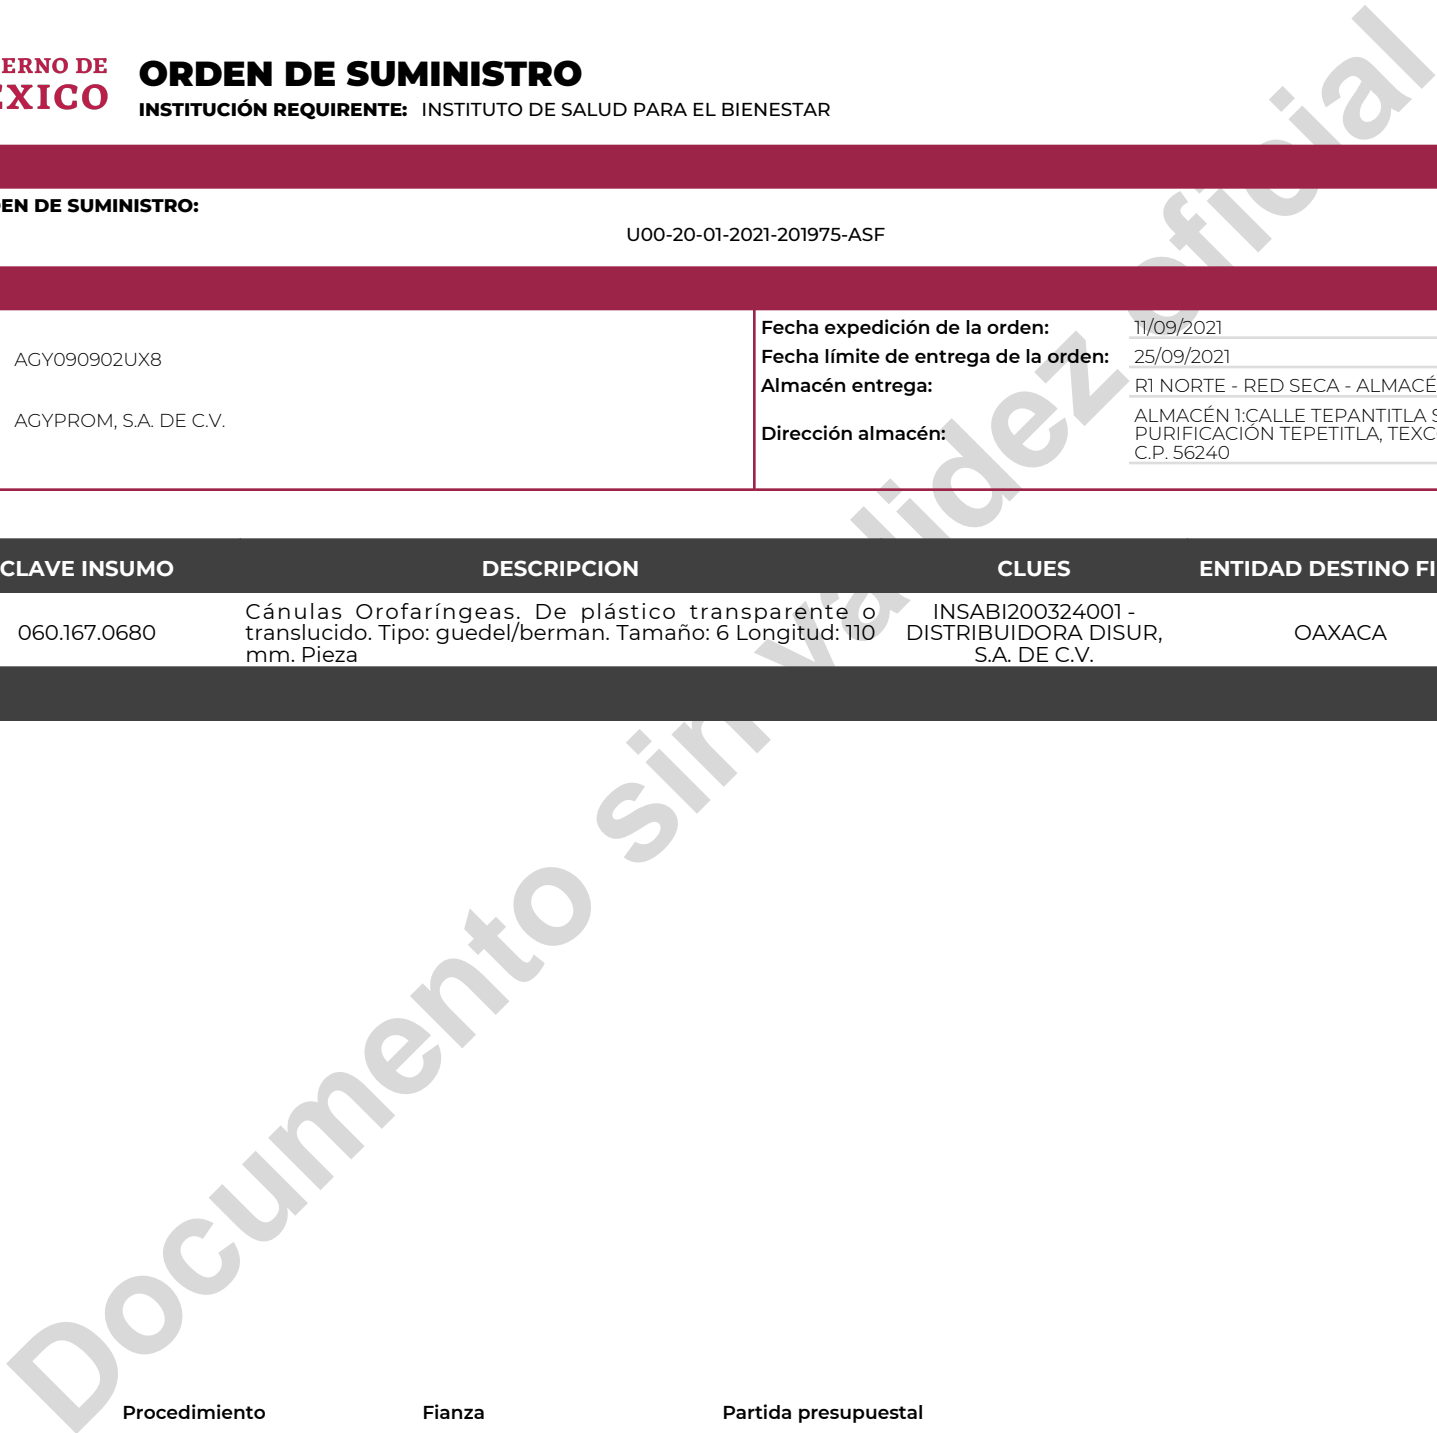 ERNO DE
EXICO
ORDEN DE SUMINISTRO
INSTITUCIÓN REQUIRENTE: INSTITUTO DE SALUD PARA EL BIENESTAR
EN DE SUMINISTRO:
U00-20-01-2021-201975-ASF
AGY090902UX8
AGYPROM, S.A. DE C.V.
Fecha expedición de la orden: 11/09/2021
Fecha límite de entrega de la orden: 25/09/2021
Almacén entrega: R1 NORTE - RED SECA - ALMACÉ
Dirección almacén: ALMACÉN 1:CALLE TEPANTITLA S
PURIFICACIÓN TEPETITLA, TEXC
C.P. 56240
CLAVE INSUMO DESCRIPCION CLUES ENTIDAD DESTINO FI
060.167.0680
Cánulas Orofaríngeas. De plástico transparente o
translucido. Tipo: guedel/berman. Tamaño: 6 Longitud: 110
mm. Pieza
INSABI200324001 -
DISTRIBUIDORA DISUR,
S.A. DE C.V.
OAXACA
Documento sin validez oficial
Procedimiento Fianza Partida presupuestal